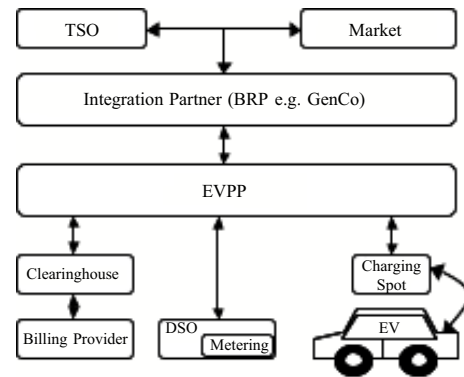 TSO
Market
Integration Partner (BRP e.g. GenCo)
EVPP
Clearinghouse
Charging
Spot
Billing Provider
DSO
Metering
EV